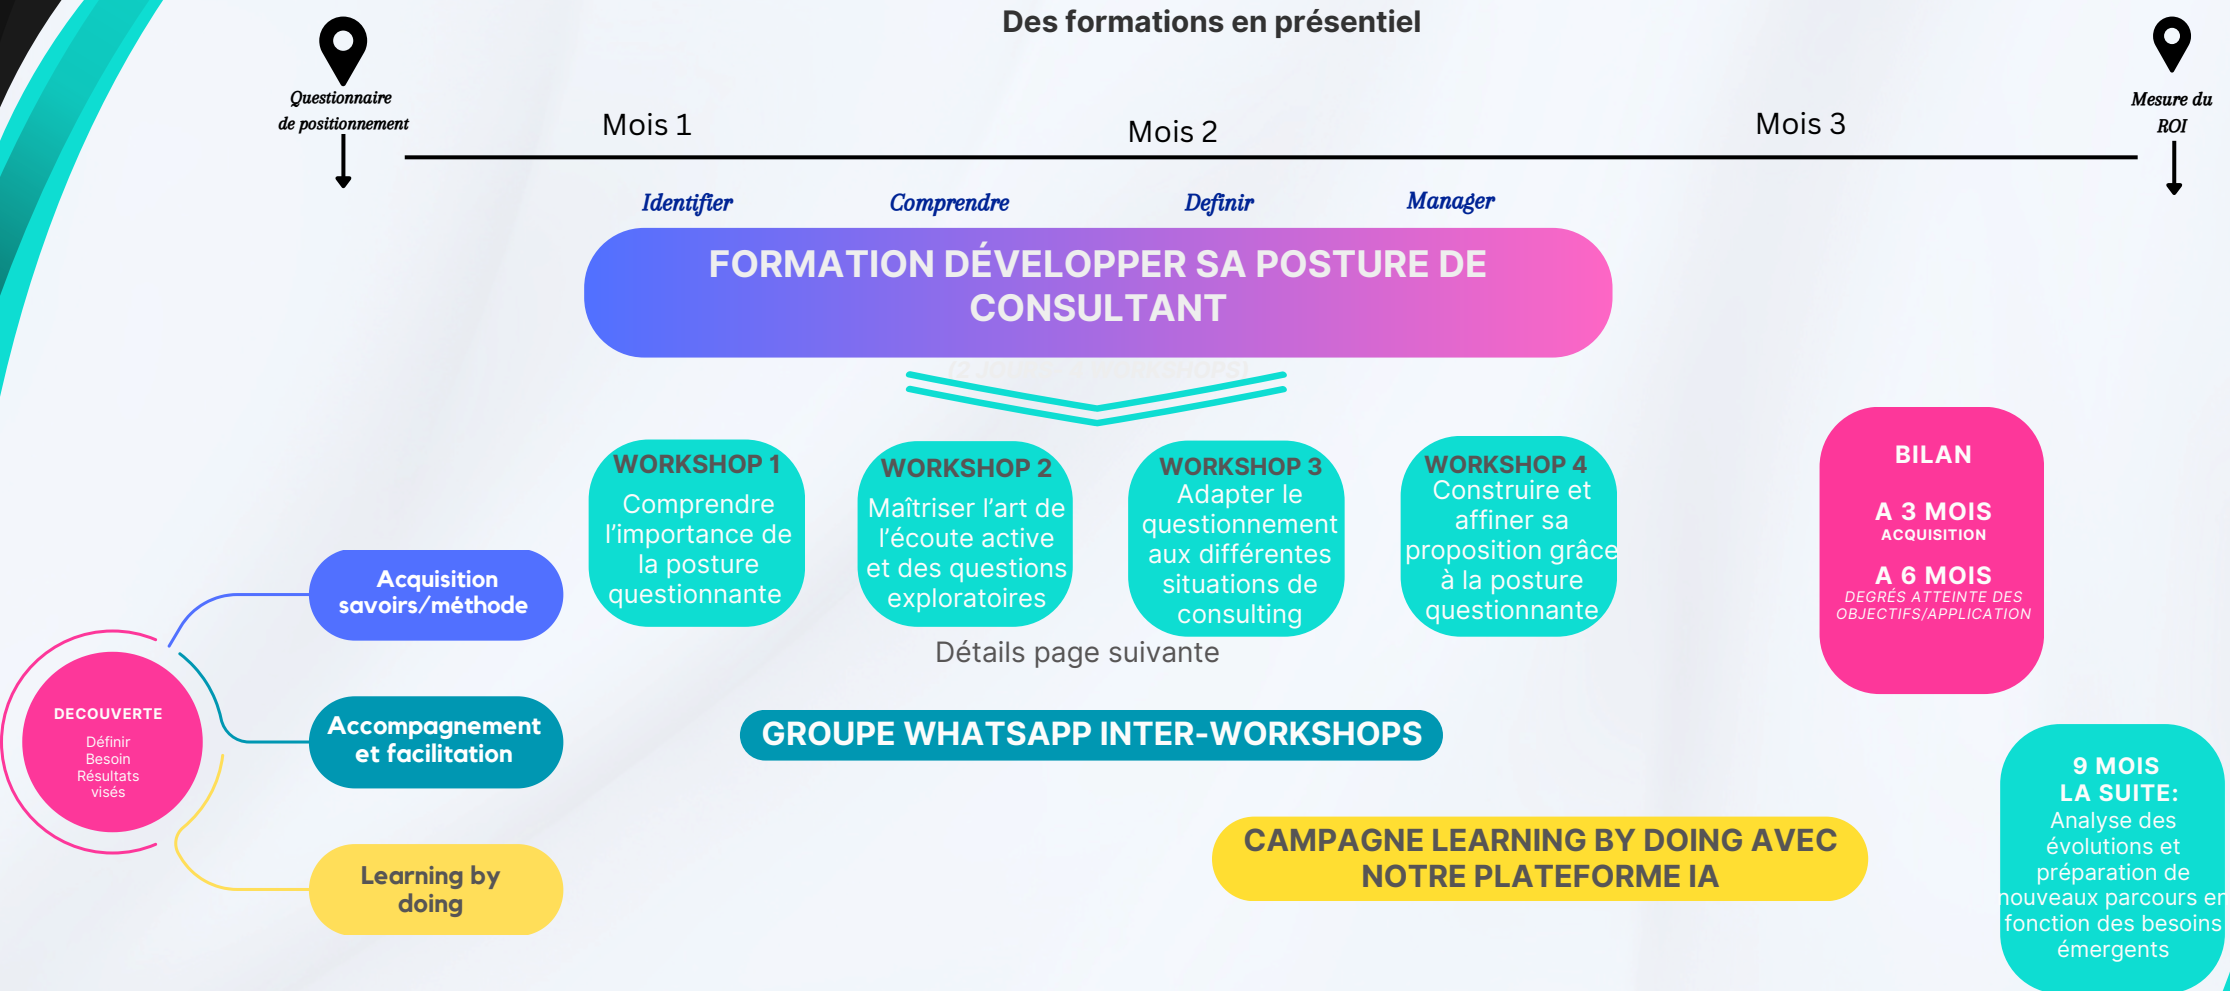 Des formations en présentiel
Questionnaire
de positionnement
Mois 1
Mois 2
Mois 3
Mesure du
ROI
Identifier
Comprendre
Definir
Manager
FORMATION DÉVELOPPER SA POSTURE DE
CONSULTANT
WORKSHOP 1
Comprendre
l’importance de
la posture
questionnante
WORKSHOP 2
Maîtriser l’art de
l’écoute active
et des questions
exploratoires
WORKSHOP 3
Adapter le
questionnement
aux différentes
situations de
consulting
WORKSHOP 4
Construire et
affiner sa
proposition grâce
à la posture
questionnante
Détails page suivante
BILAN
A 3 MOIS
ACQUISITION
A 6 MOIS
DEGRÉS ATTEINTE DES
OBJECTIFS/APPLICATION
DECOUVERTE
Définir
Besoin
Résultats
visés
Acquisition
savoirs/méthode
Accompagnement
et facilitation
Learning by
doing
GROUPE WHATSAPP INTER-WORKSHOPS
CAMPAGNE LEARNING BY DOING AVEC
NOTRE PLATEFORME IA
9 MOIS
LA SUITE:
Analyse des
évolutions et
préparation de
nouveaux parcours en
fonction des besoins
émergents